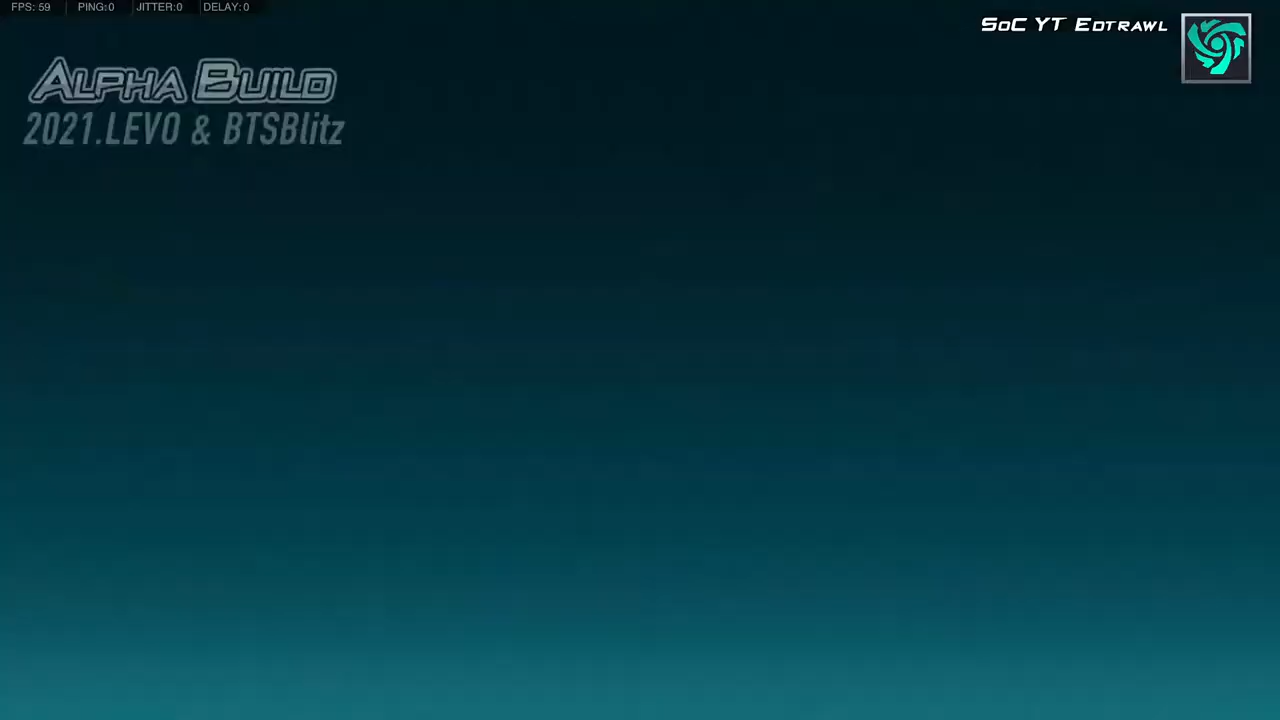 FPS: 59 PING:0 JITTER:0 DELAY: 0
SoC YT Edtrawl
Alpha Build
2021.LEVO & BTSBlitz